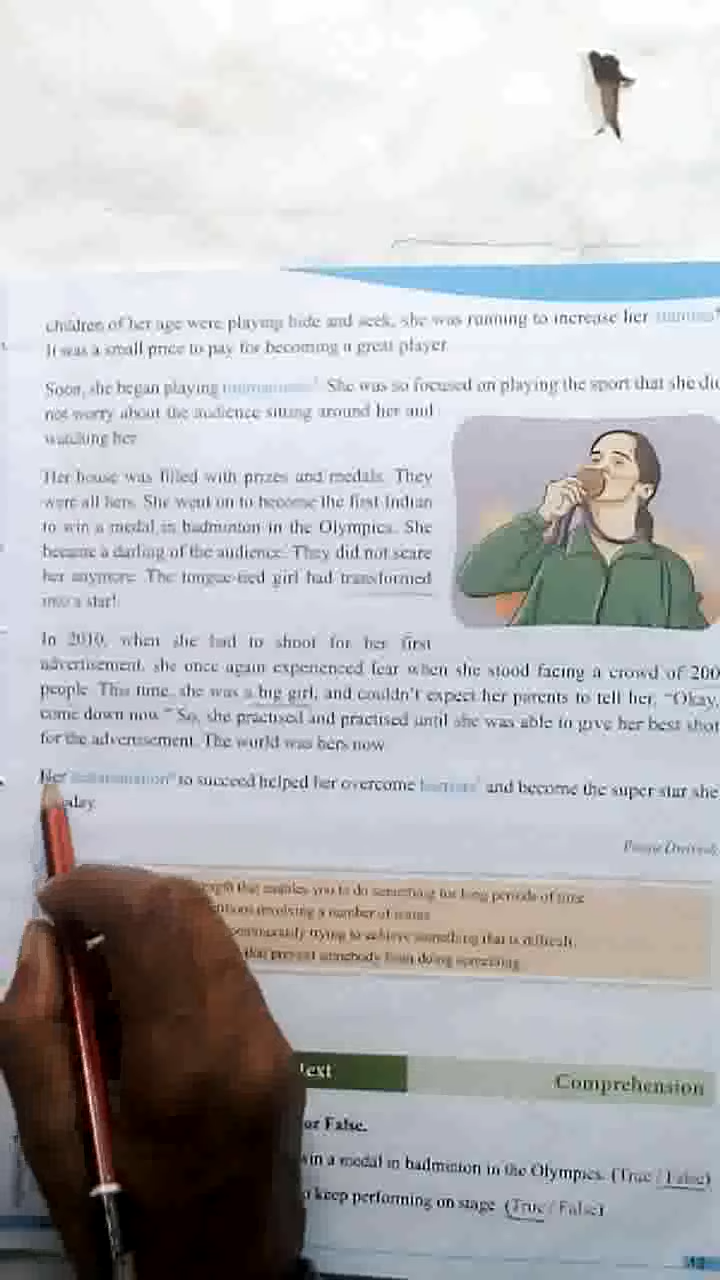 children of her age were playing hide and seek, she was running to increase her stamina
It was a small price to pay for becoming a great player.
Soon, she began playing tournaments. She was so focused on playing the sport that she did
not worry about the audience sitting around her and
watching her.
Her house was filled with prizes and medals. They
were all hers. She went on to become the first Indian
to win a medal in badminton in the Olympics. She
became a darling of the audience. They did not scare
her anymore. The tongue-tied girl had transformed
into a star!
In 2010, when she had to shoot for her first
advertisement, she once again experienced fear when she stood facing a crowd of 200
people. This time, she was a big girl, and couldn't expect her parents to tell her, "Okay,
come down now." So, she practised and practised until she was able to give her best shot
for the advertisement. The world was hers now.
Her to succeed helped her overcome barriers and become the super star she
today.
that enables you to do something for long periods of time
involving a number of
continuously trying to achieve something that is difficult
that prevent somebody from doing something
text
Comprehension
or False.
win a medal in badminton in the Olympics. (True / False)
keep performing on stage. (True / False)